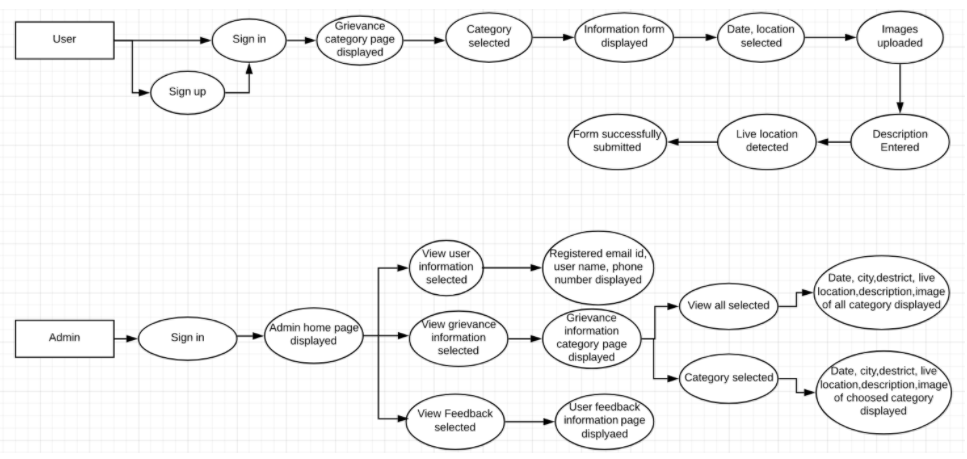 User
Sign in
Sign up
Grievance
category page
displayed
Category
selected
Information form
displayed
Date, location
selected
Images
uploaded
Description
Entered
Live location
detected
Form successfully
submitted
Admin
Sign in
Admin home page
displayed
View user
information
selected
Registered email id,
user name, phone
number displayed
View grievance
information
selected
Grievance
information
category page
displayed
View all selected
Date, city,destrict, live
location,description,image
of all category displayed
Category selected
Date, city,destrict, live
location,description,image
of choosed category
displayed
View Feedback
selected
User feedback
information page
displyaed